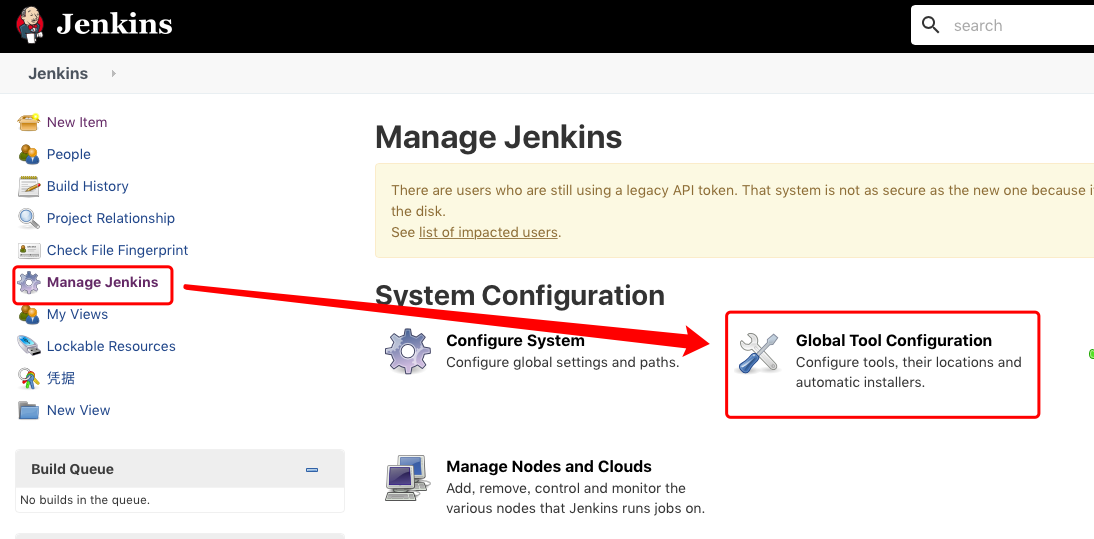 Jenkins
search
Jenkins
New Item
People
Build History
Project Relationship
Check File Fingerprint
Manage Jenkins
My Views
Lockable Resources
凭据
New View
Build Queue
No builds in the queue.
Manage Jenkins
There are users who are still using a legacy API token. That system is not as secure as the new one because i
the disk.
See list of impacted users.
System Configuration
Configure System
Configure global settings and paths.
Global Tool Configuration
Configure tools, their locations and
automatic installers.
Manage Nodes and Clouds
Add, remove, control and monitor the
various nodes that Jenkins runs jobs on.